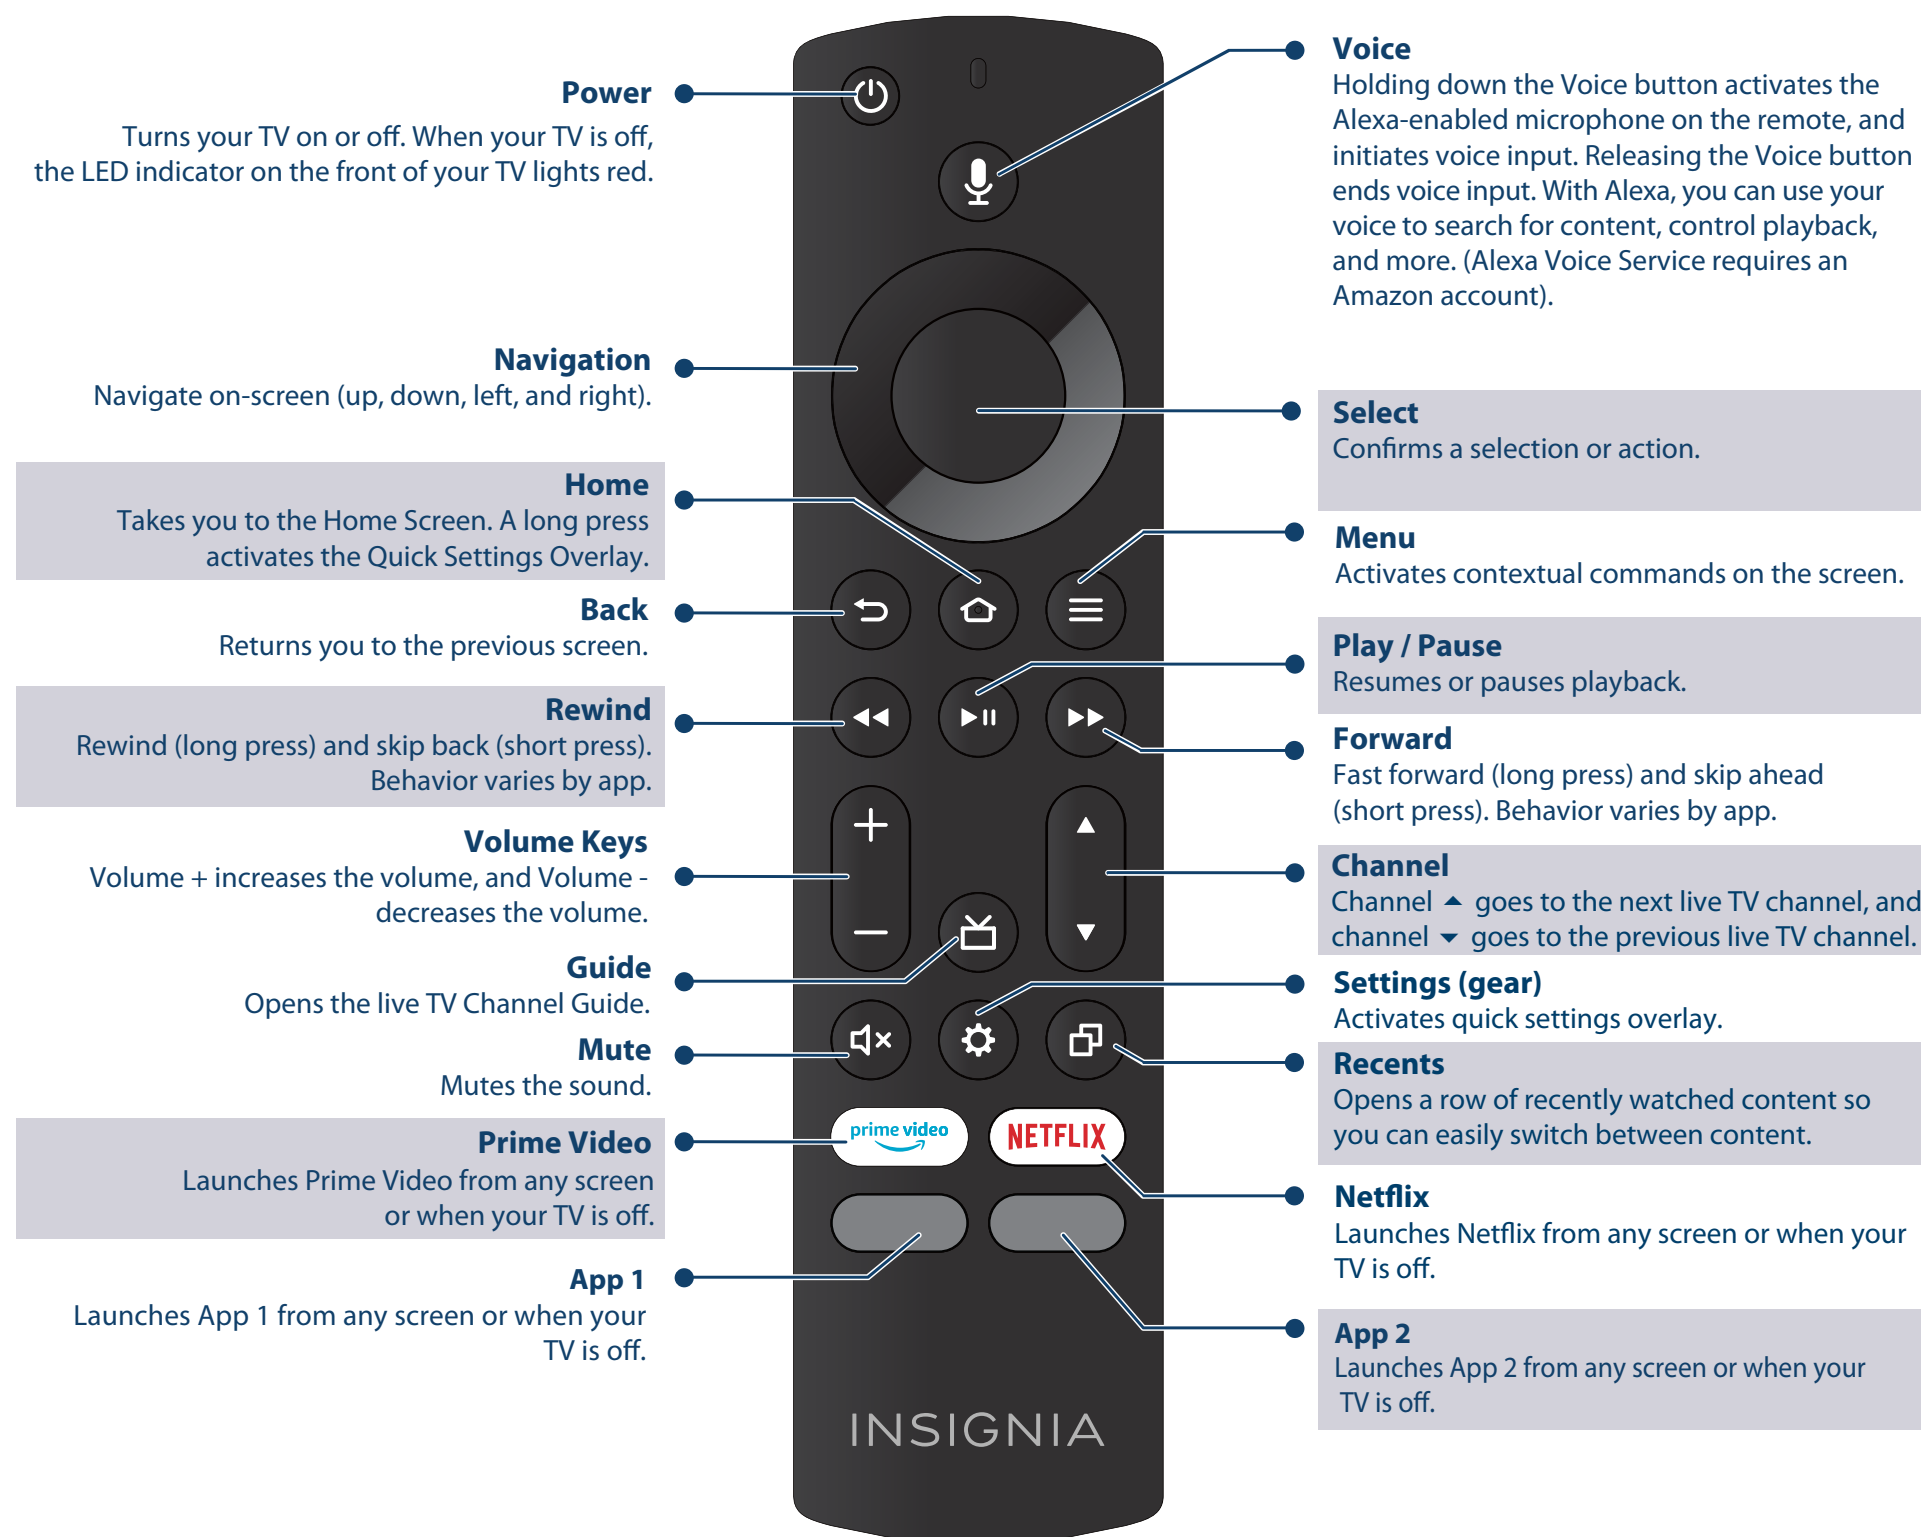 Power
Turns your TV on or off. When your TV is off,
the LED indicator on the front of your TV lights red.
Navigation
Navigate on-screen (up, down, left, and right).
Home
Takes you to the Home Screen. A long press
activates the Quick Settings Overlay.
Back
Returns you to the previous screen.
Rewind
Rewind (long press) and skip back (short press).
Behavior varies by app.
Volume Keys
Volume + increases the volume, and Volume -
decreases the volume.
Guide
Opens the live TV Channel Guide.
Mute
Mutes the sound.
Prime Video
Launches Prime Video from any screen
or when your TV is off.
App 1
Launches App 1 from any screen or when your
TV is off.
prime video
NETFLIX
INSIGNIA
Voice
Holding down the Voice button activates the
Alexa-enabled microphone on the remote, and
initiates voice input. Releasing the Voice button
ends voice input. With Alexa, you can use your
voice to search for content, control playback,
and more. (Alexa Voice Service requires an
Amazon account).
Select
Confirms a selection or action.
Menu
Activates contextual commands on the screen.
Play / Pause
Resumes or pauses playback.
Forward
Fast forward (long press) and skip ahead
(short press). Behavior varies by app.
Channel
Channel ▲ goes to the next live TV channel, and
channel ▼ goes to the previous live TV channel.
Settings (gear)
Activates quick settings overlay.
Recents
Opens a row of recently watched content so
you can easily switch between content.
Netflix
Launches Netflix from any screen or when your
TV is off.
App 2
Launches App 2 from any screen or when your
TV is off.